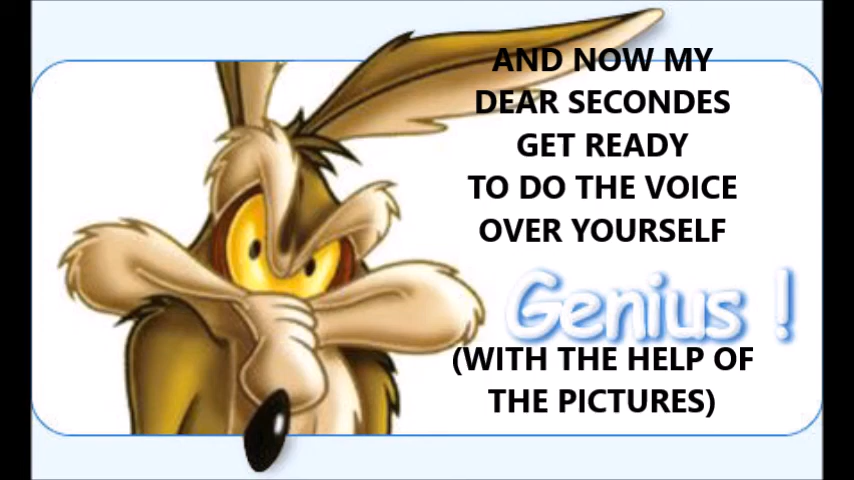 AND NOW MY
DEAR SECONDES
GET READY
TO DO THE VOICE
OVER YOURSELF
Genius !
(WITH THE HELP OF
THE PICTURES)